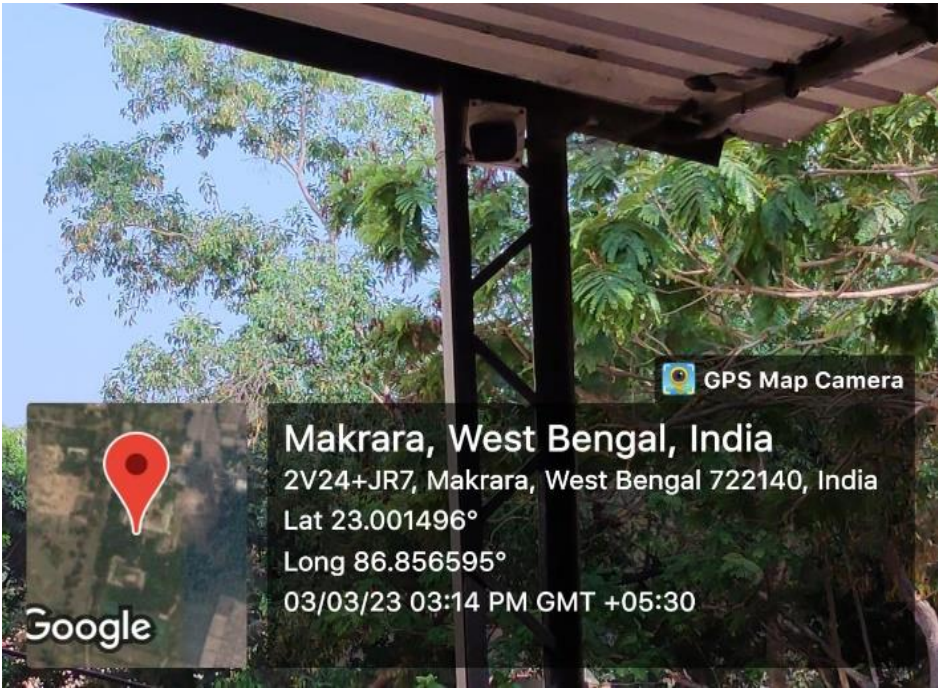 GPS Map Camera
Makrara, West Bengal, India
2V24+JR7, Makrara, West Bengal 722140, India
Lat 23.001496°
Long 86.856595°
03/03/23 03:14 PM GMT +05:30
Google